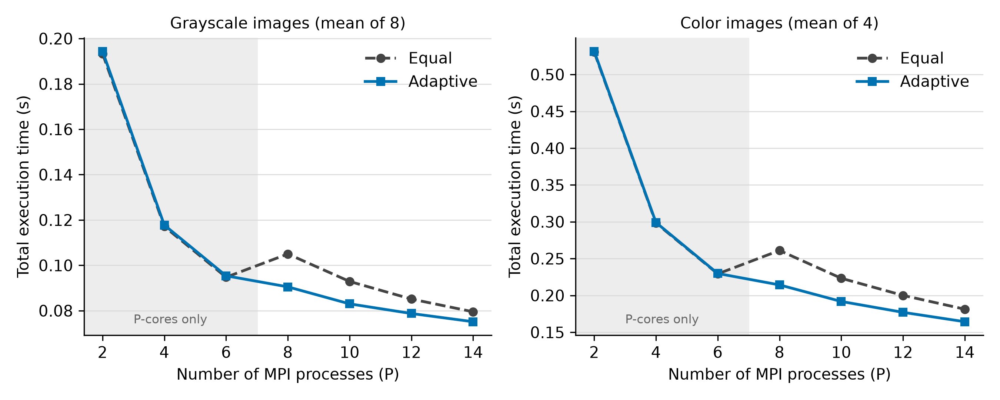 Grayscale images (mean of 8)
Total execution time (s)
0.20
0.18
0.16
0.14
0.12
0.10
0.08
Equal
Adaptive
P-cores only
2 4 6 8 10 12 14
Number of MPI processes (P)
Color images (mean of 4)
Total execution time (s)
0.50
0.45
0.40
0.35
0.30
0.25
0.20
0.15
Equal
Adaptive
P-cores only
2 4 6 8 10 12 14
Number of MPI processes (P)